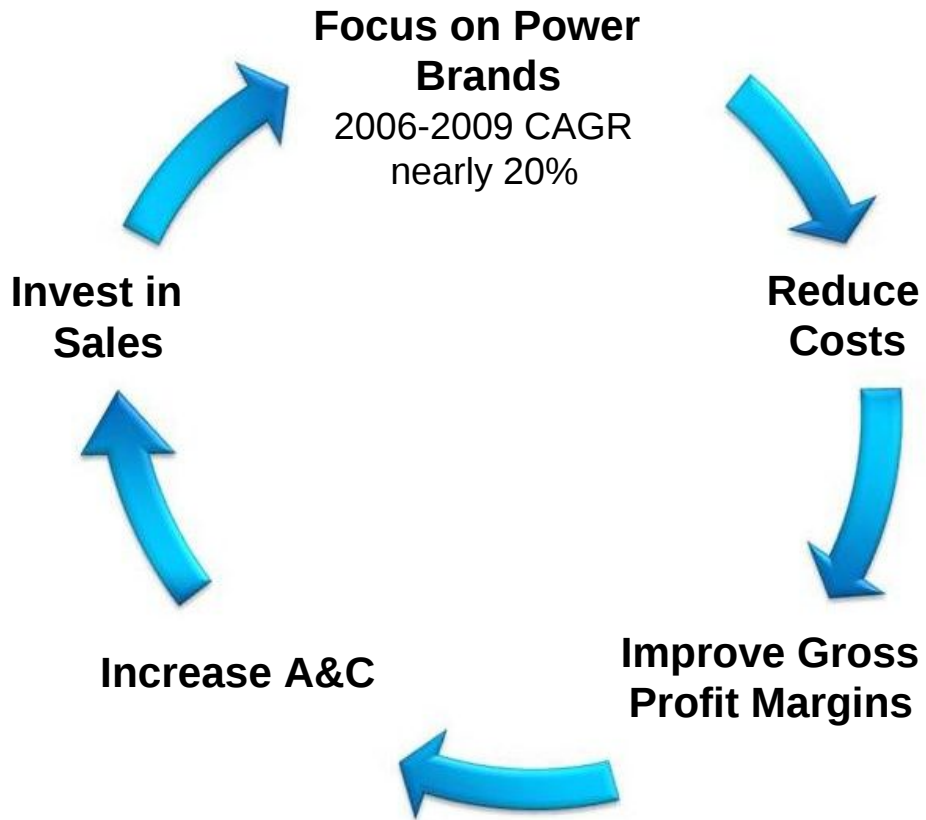 Focus on Power
Brands
2006-2009 CAGR
nearly 20%
Reduce
Costs
Improve Gross
Profit Margins
Increase A&C
Invest in
Sales